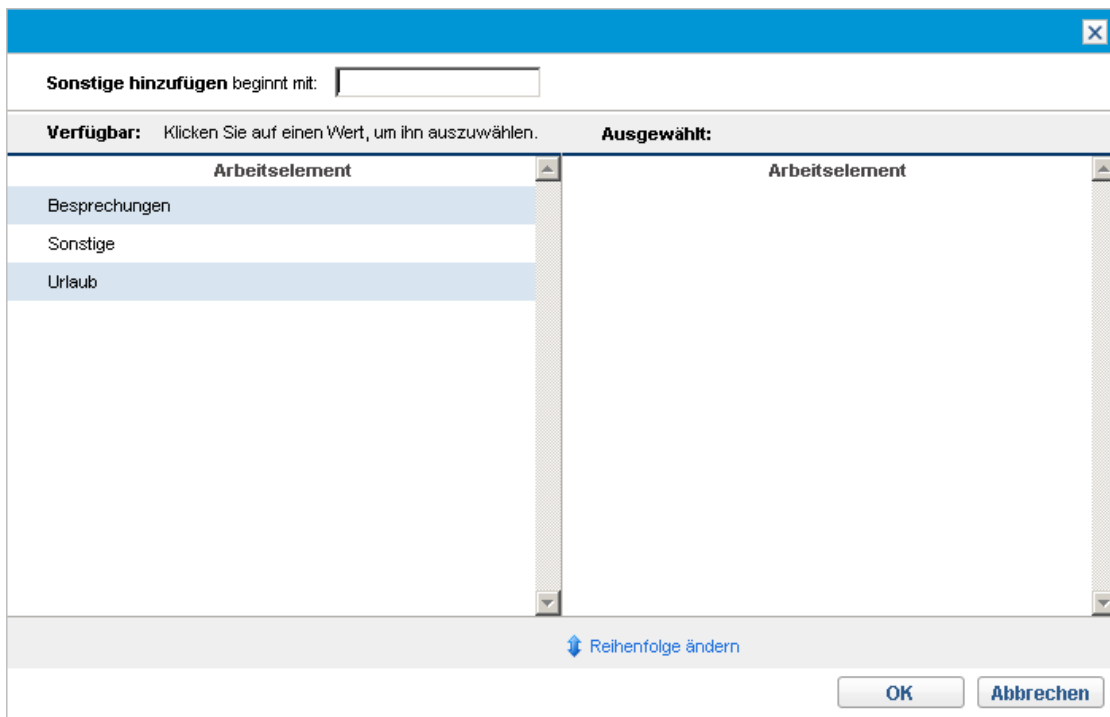 Sonstige hinzufügen beginnt mit:
Verfügbar: Klicken Sie auf einen Wert, um ihn auszuwählen. Ausgewählt:
Arbeitselement Arbeitselement
Besprechungen
Sonstige
Urlaub
Reihenfolge ändern
OK Abbrechen